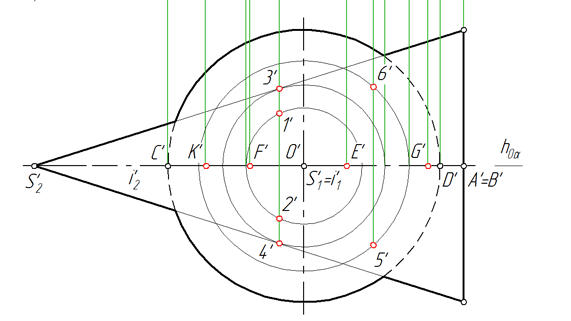 3'
6'
1'
C' K' F' O' E' G' h₀α
S'₂ i'₂ S'₁=i'₁ D' A'=B'
2'
4' 5'